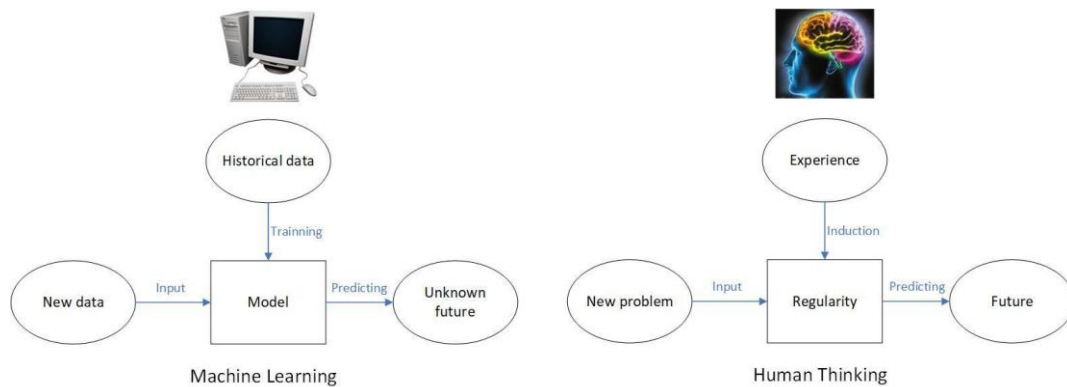 Historical data
Trainning
New data
Input
Model
Predicting
Unknown
future
Machine Learning
Experience
Induction
New problem
Input
Regularity
Predicting
Future
Human Thinking